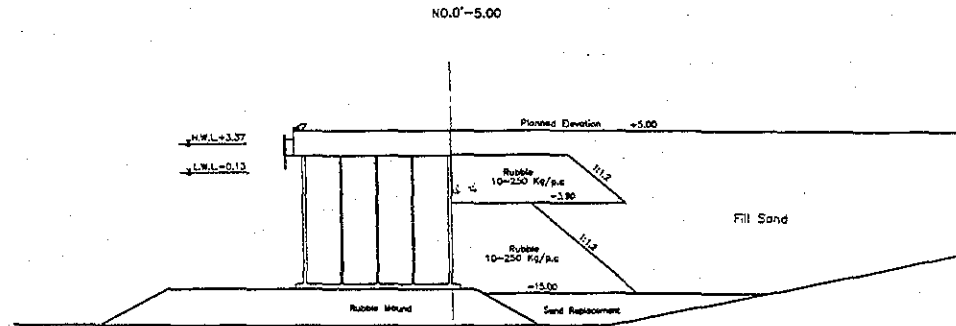 NO.0'-5.00
Planned Elevation +5.00
H.W.L+3.37
L.W.L-0.13
Rubble
10~250 Kg/p.c
1:1.2
-3.90
Fill Sand
Rubble
10~250 Kg/p.c
1:1.2
-15.00
Rubble Mound
Sand Replacement